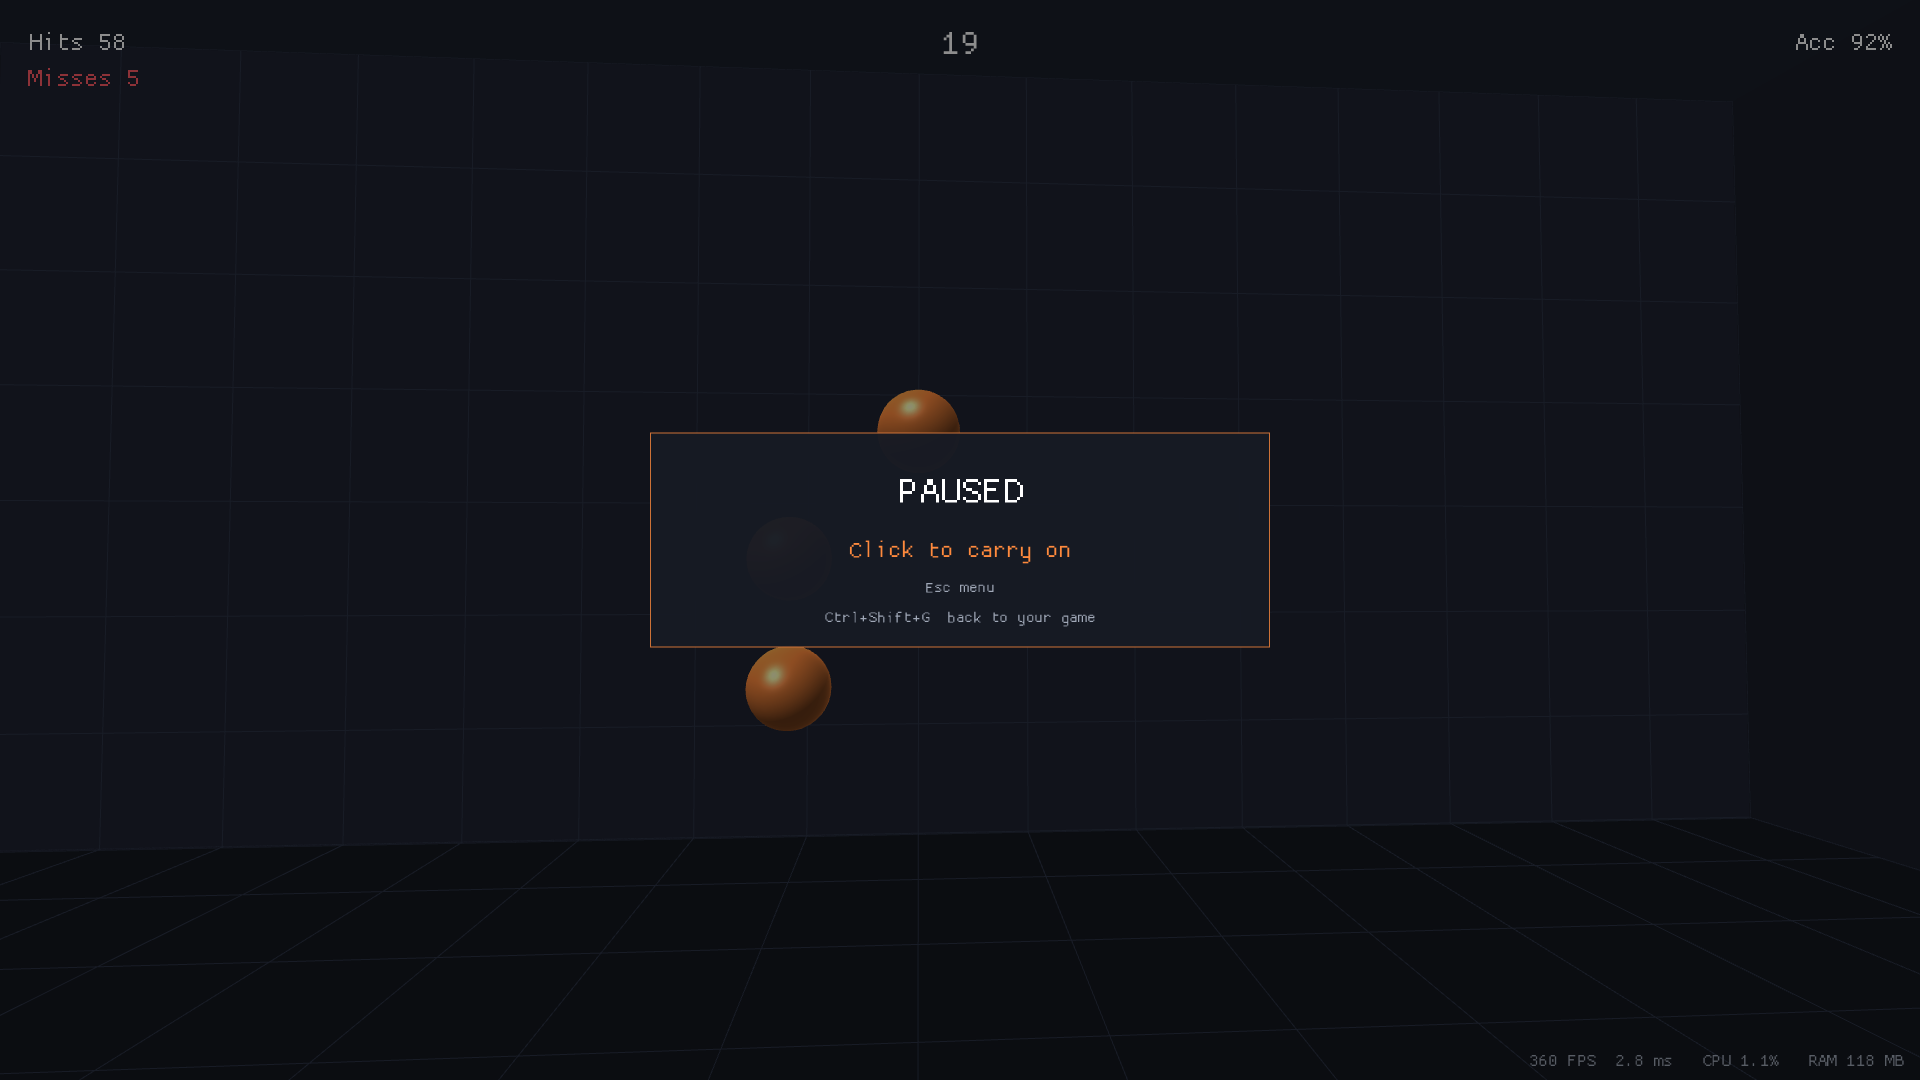 Hits 58
19
Acc 92%
Misses 5
PAUSED
Click to carry on
Esc menu
Ctrl+Shift+G back to your game
360 FPS 2.8 ms CPU 1.1% RAM 118 MB